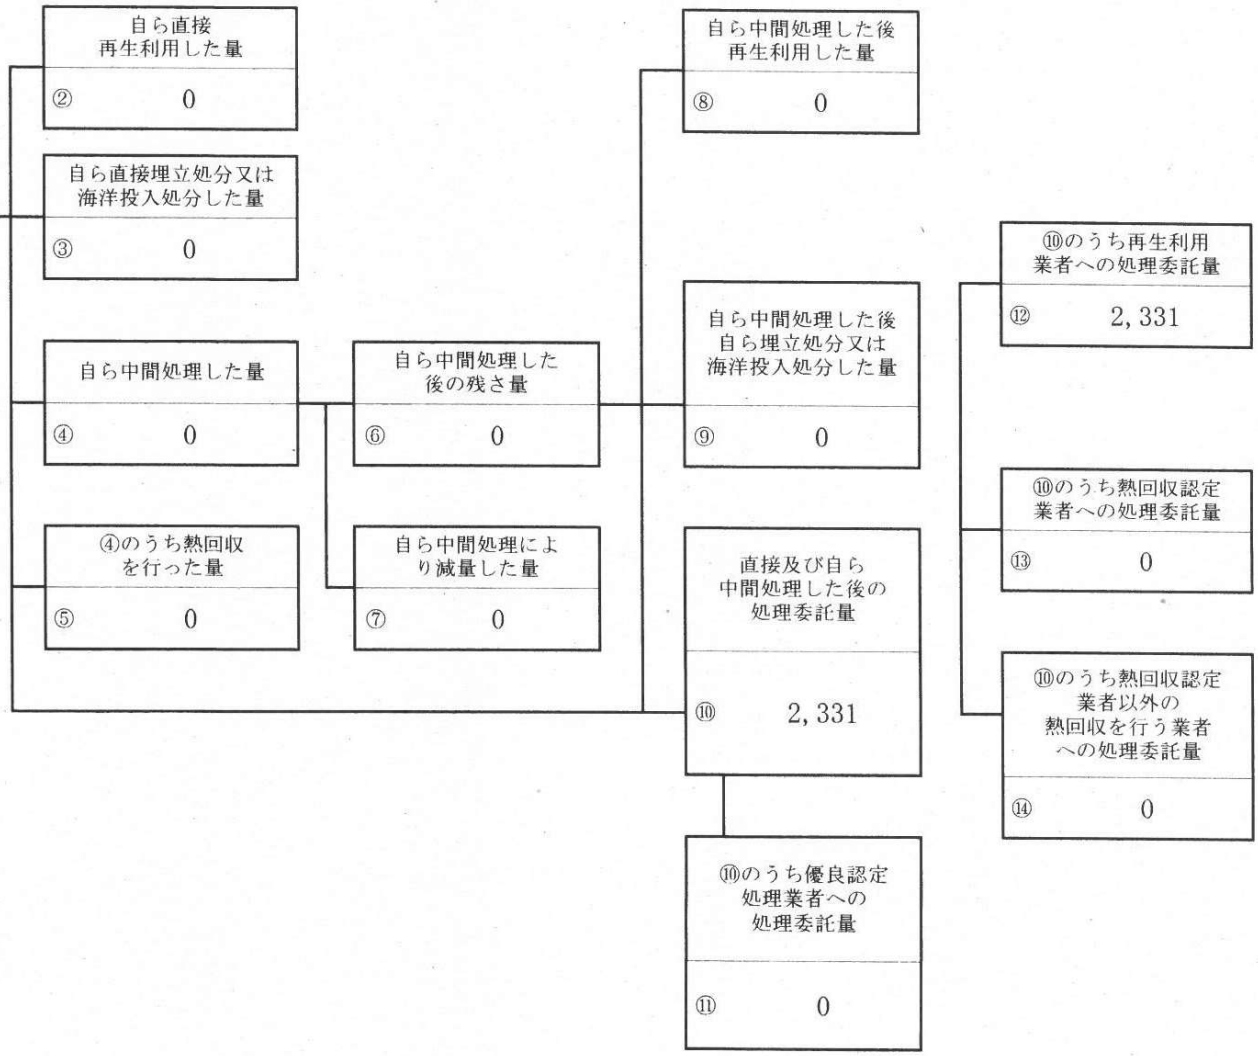 自ら直接
再生利用した量
② 0
自ら直接埋立処分又は
海洋投入処分した量
③ 0
自ら中間処理した量
④ 0
④のうち熱回収
を行った量
⑤ 0
自ら中間処理した
後の残さ量
⑥ 0
自ら中間処理によ
り減量した量
⑦ 0
自ら中間処理した後
再生利用した量
⑧ 0
自ら中間処理した後
自ら埋立処分又は
海洋投入処分した量
⑨ 0
直接及び自ら
中間処理した後の
処理委託量
⑩ 2,331
⑩のうち優良認定
処理業者への
処理委託量
⑪ 0
⑩のうち再生利用
業者への処理委託量
⑫ 2,331
⑩のうち熱回収認定
業者への処理委託量
⑬ 0
⑩のうち熱回収認定
業者以外の
熱回収を行う業者
への処理委託量
⑭ 0